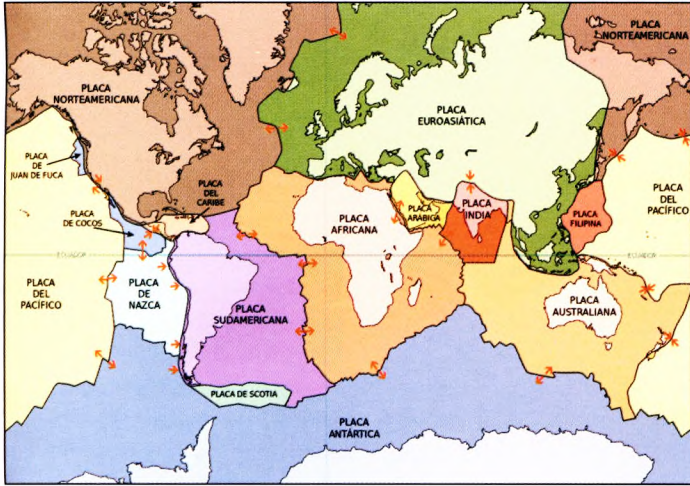 PLACA
NORTEAMERICANA
PLACA
NORTEAMERICANA
PLACA
EUROASIÁTICA
PLACA
DE
JUAN DE FUCA
PLACA
DEL
CARIBE
PLACA
DE COCOS
PLACA
AFRICANA
PLACA
ARÁBIGA
PLACA
INDIA
PLACA
FILIPINA
PLACA
DEL
PACÍFICO
ECUADOR
ECUADOR
PLACA
DEL
PACÍFICO
PLACA
DE
NAZCA
PLACA
SUDAMERICANA
PLACA
AUSTRALIANA
PLACA DE SCOTIA
PLACA
ANTÁRTICA